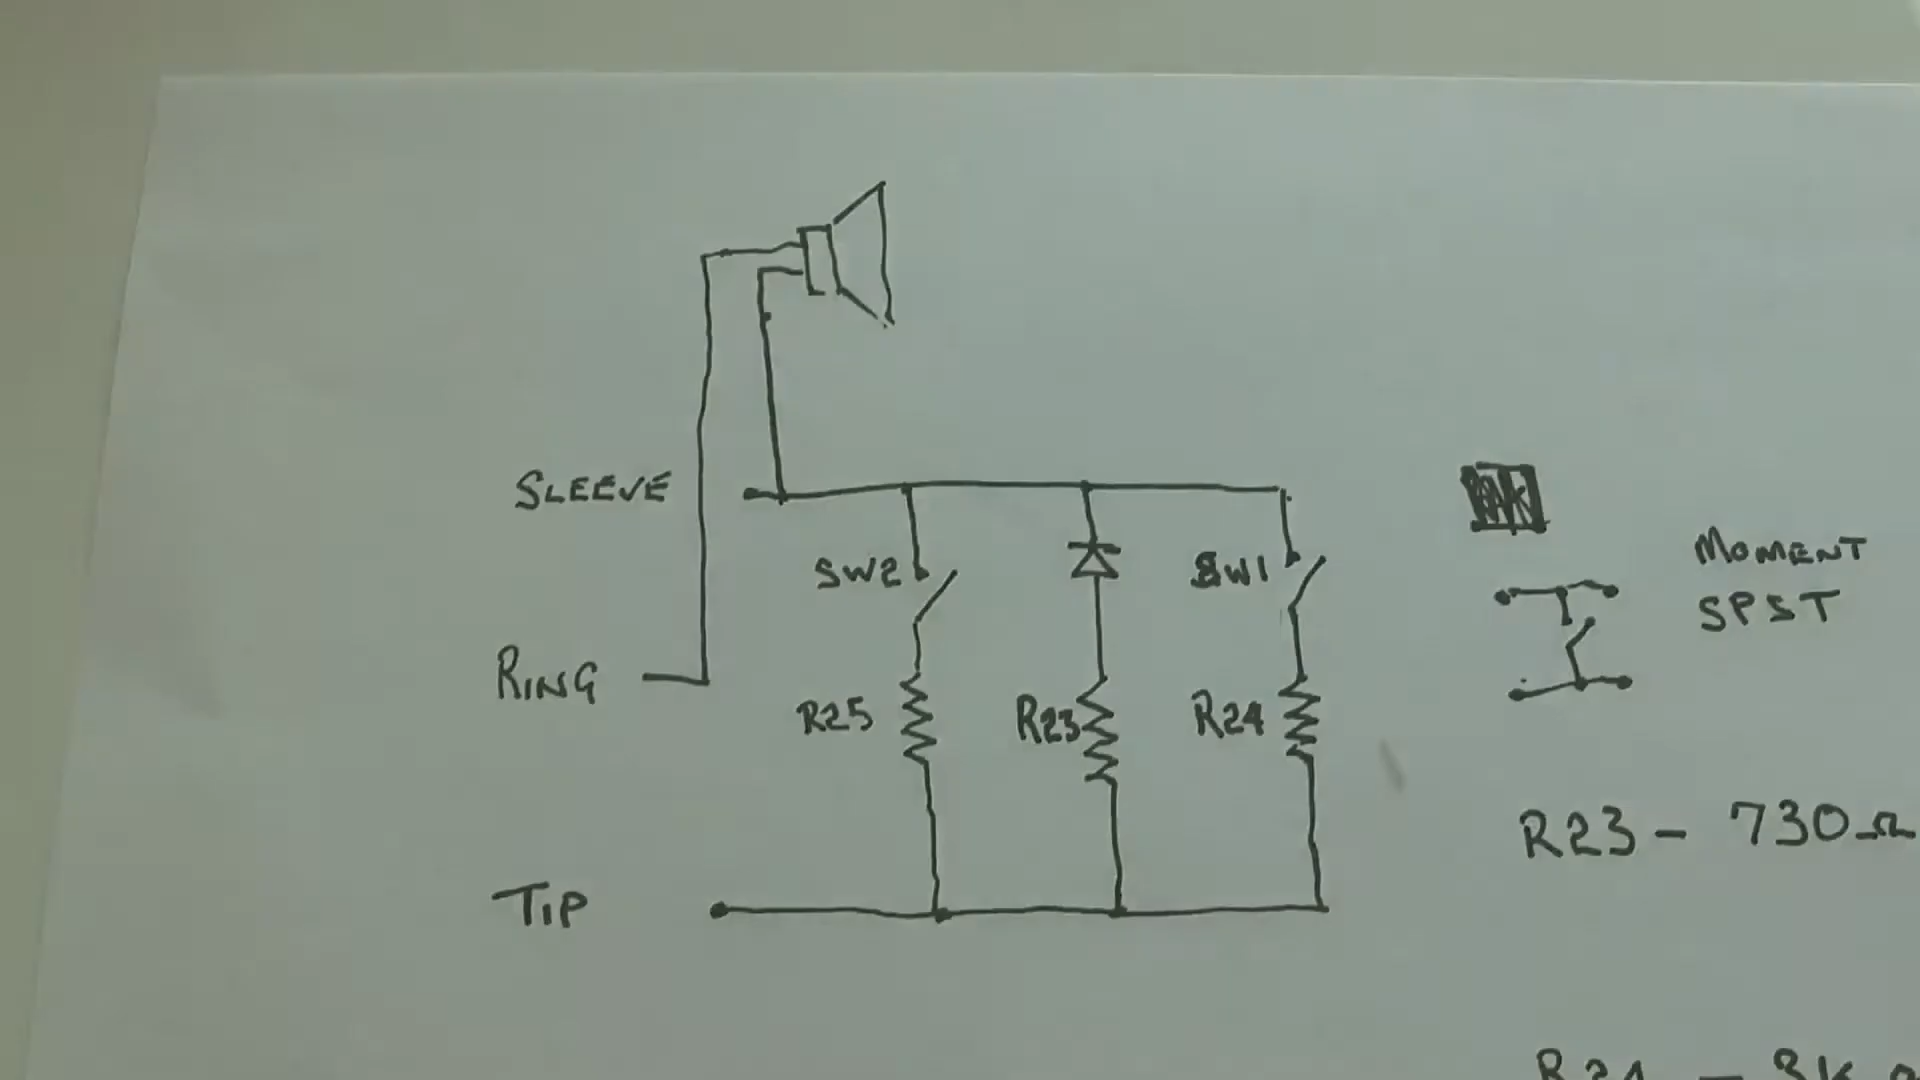 SLEEVE
SW2
SW1
MOMENT
SPST
RING
R25
R23
R24
R23 - 730Ω
TIP